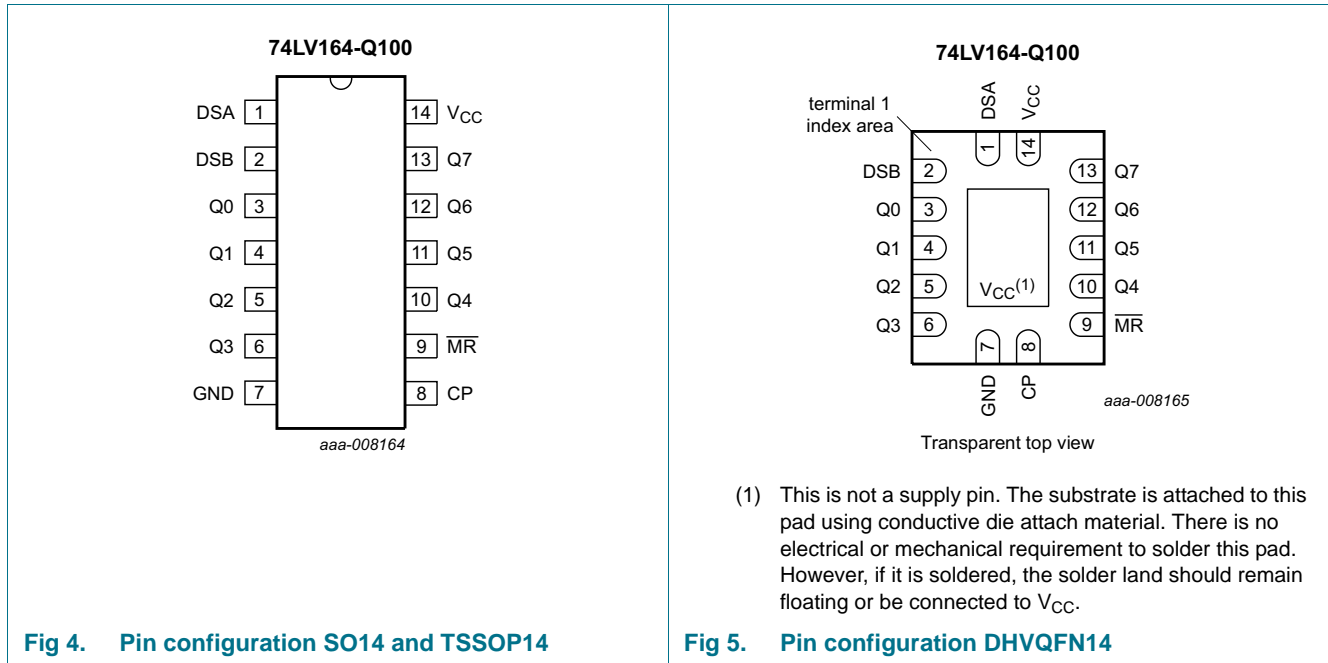 74LV164-Q100
DSA 1 14 VCC
DSB 2 13 Q7
Q0 3 12 Q6
Q1 4 11 Q5
Q2 5 10 Q4
Q3 6 9 M̅R̅
GND 7 8 CP
aaa-008164
Fig 4. Pin configuration SO14 and TSSOP14
74LV164-Q100
terminal 1
index area
DSA VCC
1 14
DSB 2 13 Q7
Q0 3 12 Q6
Q1 4 11 Q5
Q2 5 10 Q4
VCC(1)
Q3 6 9 M̅R̅
7 8
GND CP
aaa-008165
Transparent top view
(1) This is not a supply pin. The substrate is attached to this
pad using conductive die attach material. There is no
electrical or mechanical requirement to solder this pad.
However, if it is soldered, the solder land should remain
floating or be connected to VCC.
Fig 5. Pin configuration DHVQFN14